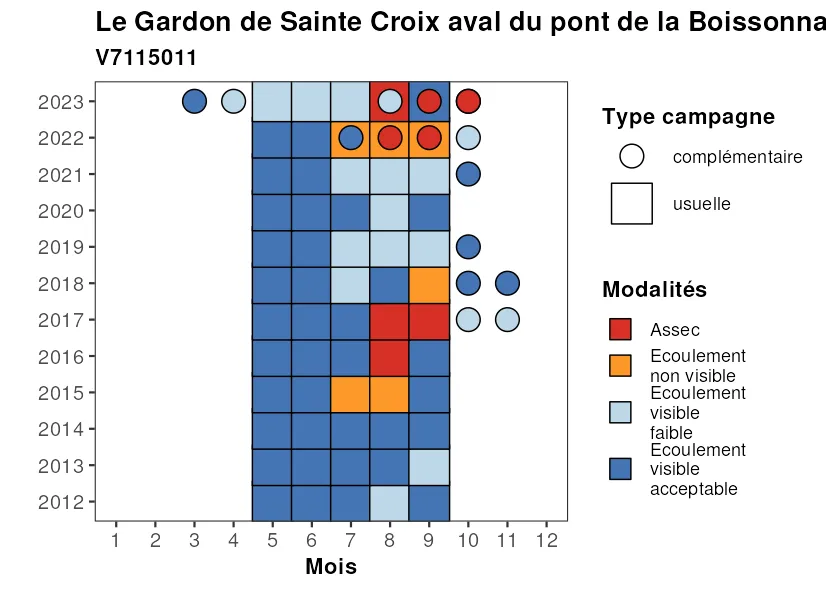 Le Gardon de Sainte Croix aval du pont de la Boissonna
V7115011
2023
2022
2021
2020
2019
2018
2017
2016
2015
2014
2013
2012
1 2 3 4 5 6 7 8 9 10 11 12
Mois
Type campagne
complémentaire
usuelle
Modalités
Assec
Ecoulement
non visible
Ecoulement
visible
faible
Ecoulement
visible
acceptable